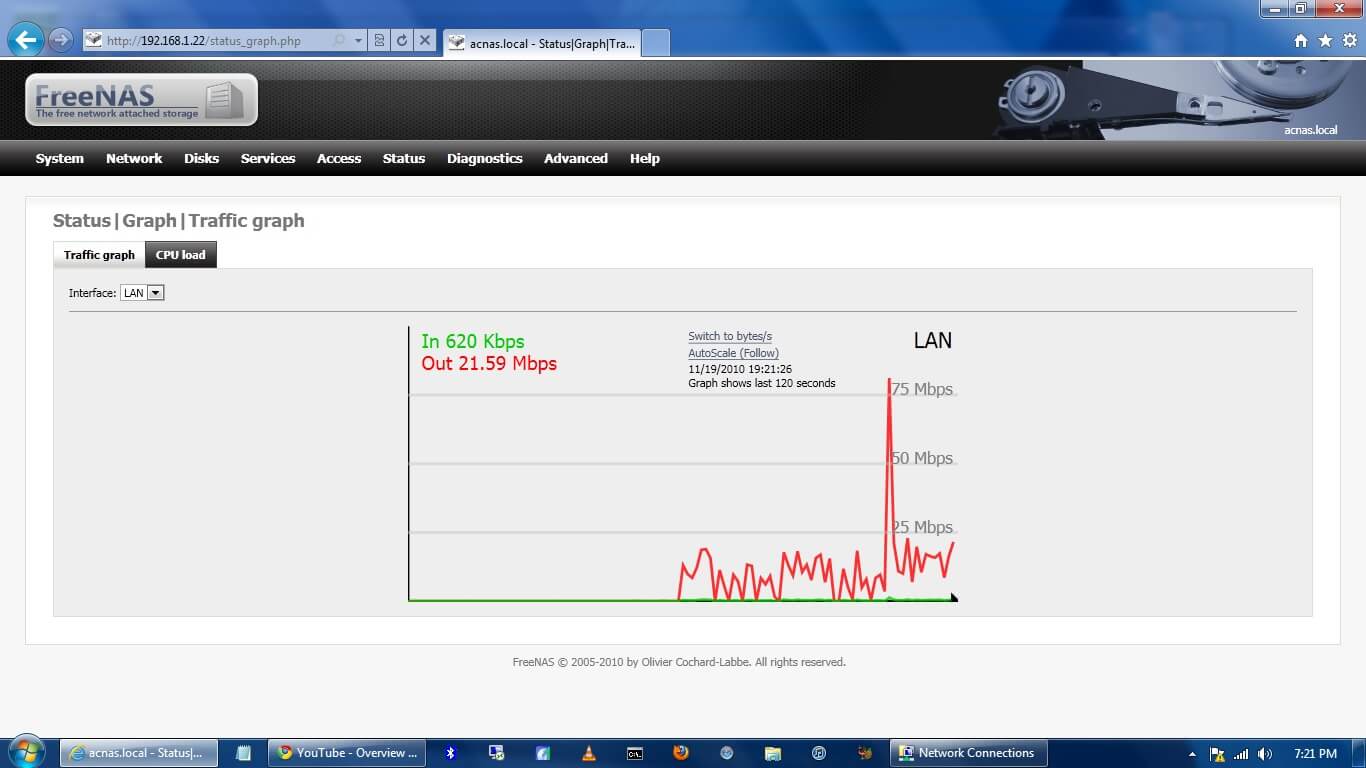 http://192.168.1.22/status_graph.php
acnas.local - Status|Graph|Tra...
FreeNAS
The free network attached storage
acnas.local
System Network Disks Services Access Status Diagnostics Advanced Help
Status|Graph|Traffic graph
Traffic graph CPU load
Interface: LAN
In 620 Kbps
Out 21.59 Mbps
Switch to bytes/s
AutoScale (Follow)
11/19/2010 19:21:26
Graph shows last 120 seconds
LAN
75 Mbps
50 Mbps
25 Mbps
FreeNAS © 2005-2010 by Olivier Cochard-Labbe. All rights reserved.
acnas.local - Status|... YouTube - Overview ... C:\. Network Connections 7:21 PM